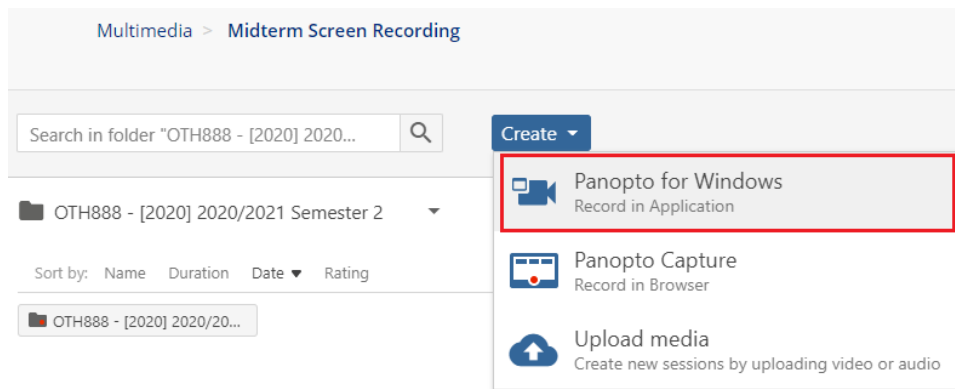 Multimedia > Midterm Screen Recording
Search in folder "OTH888 - [2020] 2020...
Create
Panopto for Windows
Record in Application
OTH888 - [2020] 2020/2021 Semester 2
Panopto Capture
Record in Browser
Sort by: Name Duration Date Rating
OTH888 - [2020] 2020/20...
Upload media
Create new sessions by uploading video or audio